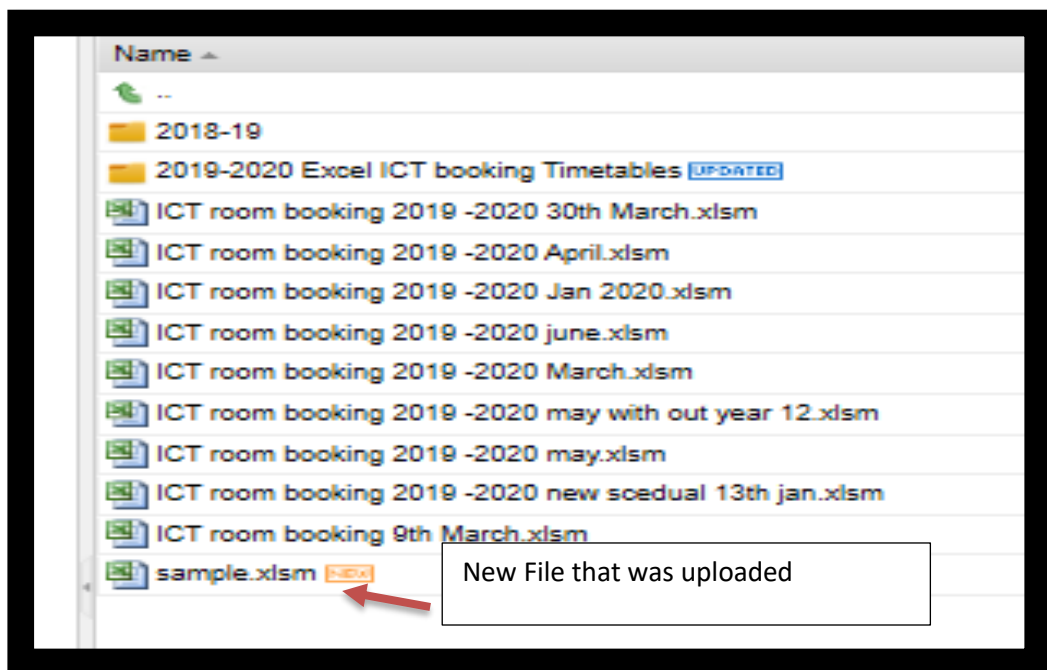 Name
..
2018-19
2019-2020 Excel ICT booking Timetables UPDATED
ICT room booking 2019 -2020 30th March.xlsm
ICT room booking 2019 -2020 April.xlsm
ICT room booking 2019 -2020 Jan 2020.xlsm
ICT room booking 2019 -2020 june.xlsm
ICT room booking 2019 -2020 March.xlsm
ICT room booking 2019 -2020 may with out year 12.xlsm
ICT room booking 2019 -2020 may.xlsm
ICT room booking 2019 -2020 new scedual 13th jan.xlsm
ICT room booking 9th March.xlsm
sample.xlsm NEW
New File that was uploaded